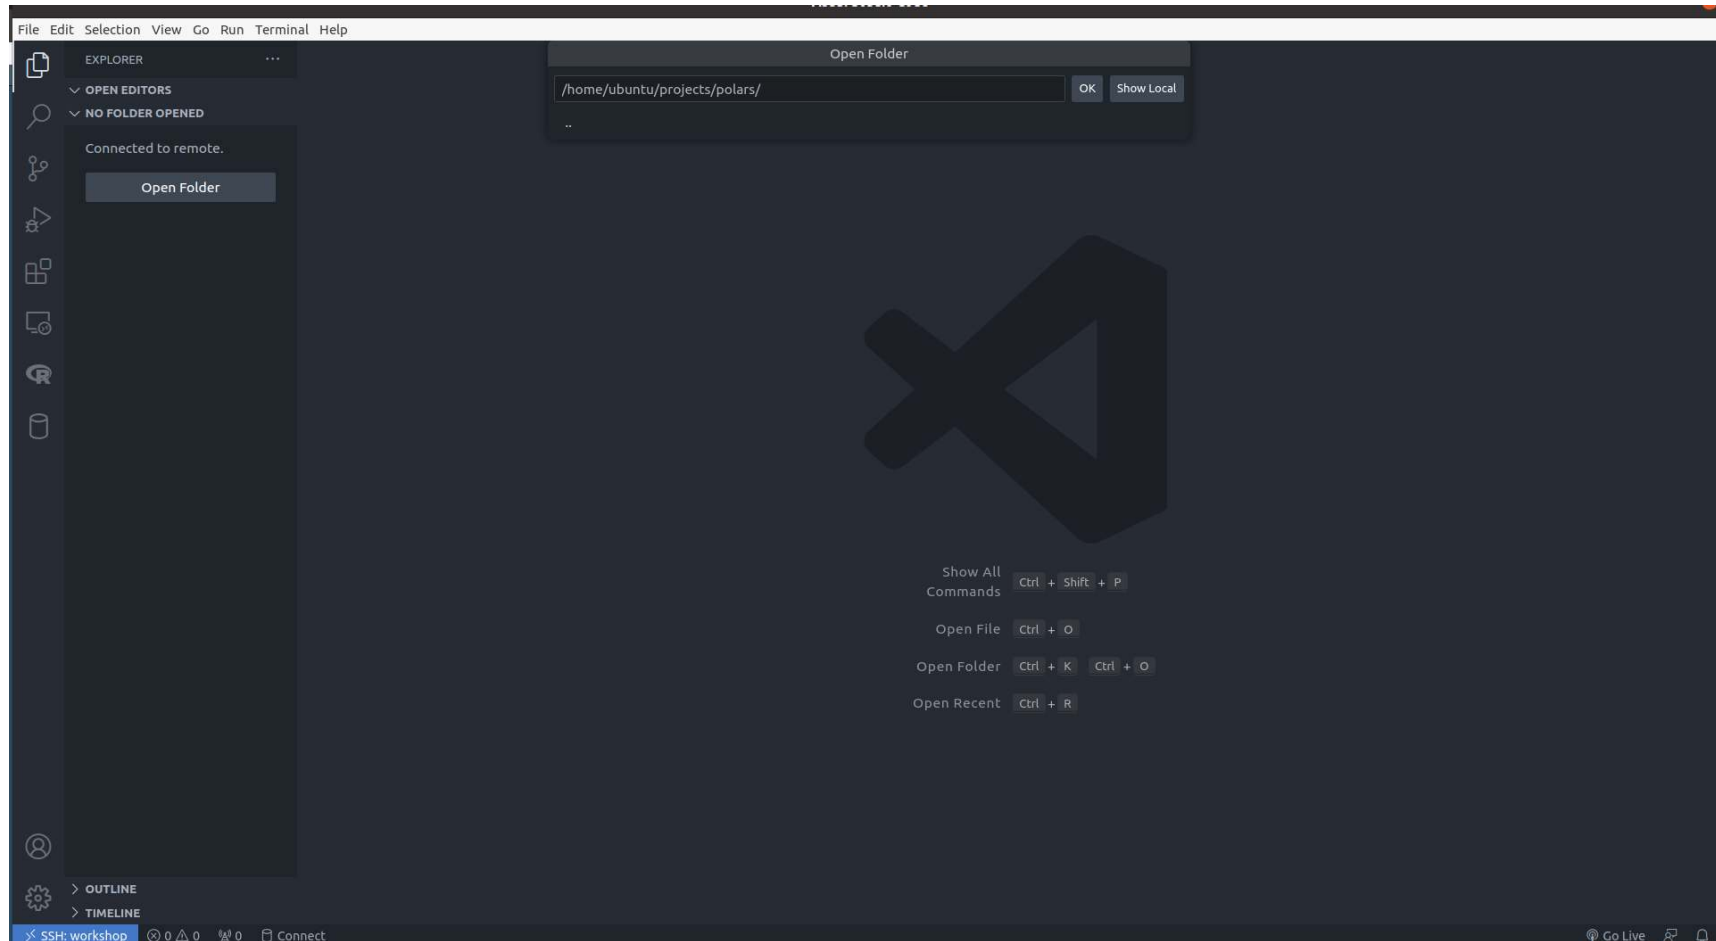 File Edit Selection View Go Run Terminal Help
EXPLORER ···
OPEN EDITORS
NO FOLDER OPENED
Connected to remote.
Open Folder
Open Folder
/home/ubuntu/projects/polars/ OK Show Local
..
Show All Commands Ctrl + Shift + P
Open File Ctrl + O
Open Folder Ctrl + K Ctrl + O
Open Recent Ctrl + R
OUTLINE
TIMELINE
SSH: workshop 0 0 0 Connect Go Live